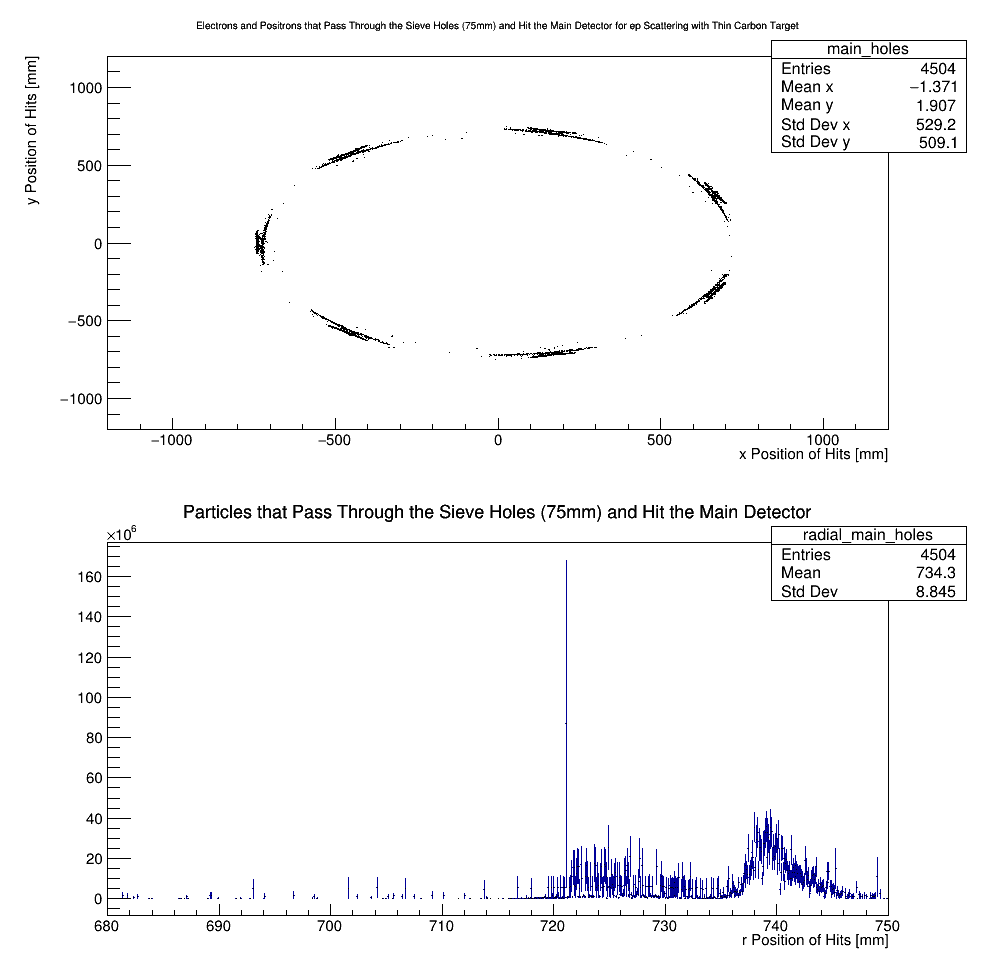 Electrons and Positrons that Pass Through the Sieve Holes (75mm) and Hit the Main Detector for ep Scattering with Thin Carbon Target
main_holes
Entries 4504
Mean x −1.371
Mean y 1.907
Std Dev x 529.2
Std Dev y 509.1
y Position of Hits [mm]
1000
500
0
−500
−1000
−1000 −500 0 500 1000
x Position of Hits [mm]
Particles that Pass Through the Sieve Holes (75mm) and Hit the Main Detector
×10^6
radial_main_holes
Entries 4504
Mean 734.3
Std Dev 8.845
160
140
120
100
80
60
40
20
0
680 690 700 710 720 730 740 750
r Position of Hits [mm]